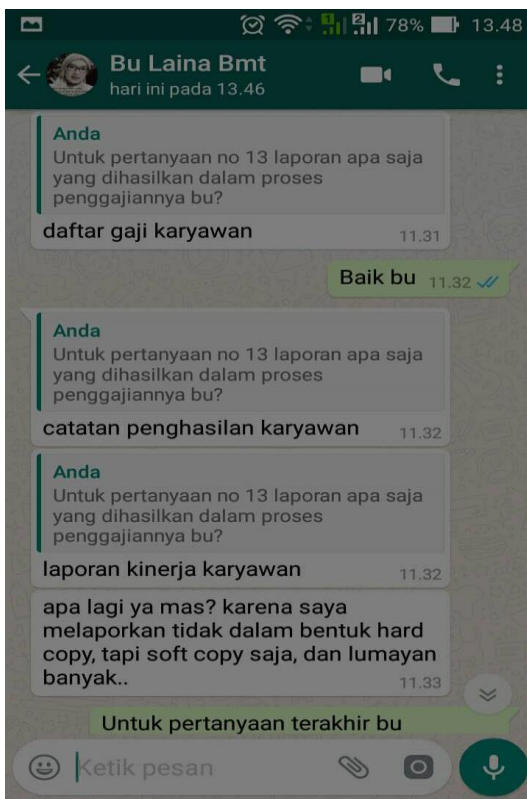 1 2 78% 13.48
Bu Laina Bmt
hari ini pada 13.46
Anda
Untuk pertanyaan no 13 laporan apa saja
yang dihasilkan dalam proses
penggajiannya bu?
daftar gaji karyawan 11.31
Baik bu 11.32
Anda
Untuk pertanyaan no 13 laporan apa saja
yang dihasilkan dalam proses
penggajiannya bu?
catatan penghasilan karyawan 11.32
Anda
Untuk pertanyaan no 13 laporan apa saja
yang dihasilkan dalam proses
penggajiannya bu?
laporan kinerja karyawan 11.32
apa lagi ya mas? karena saya
melaporkan tidak dalam bentuk hard
copy, tapi soft copy saja, dan lumayan
banyak.. 11.33
Untuk pertanyaan terakhir bu
Ketik pesan